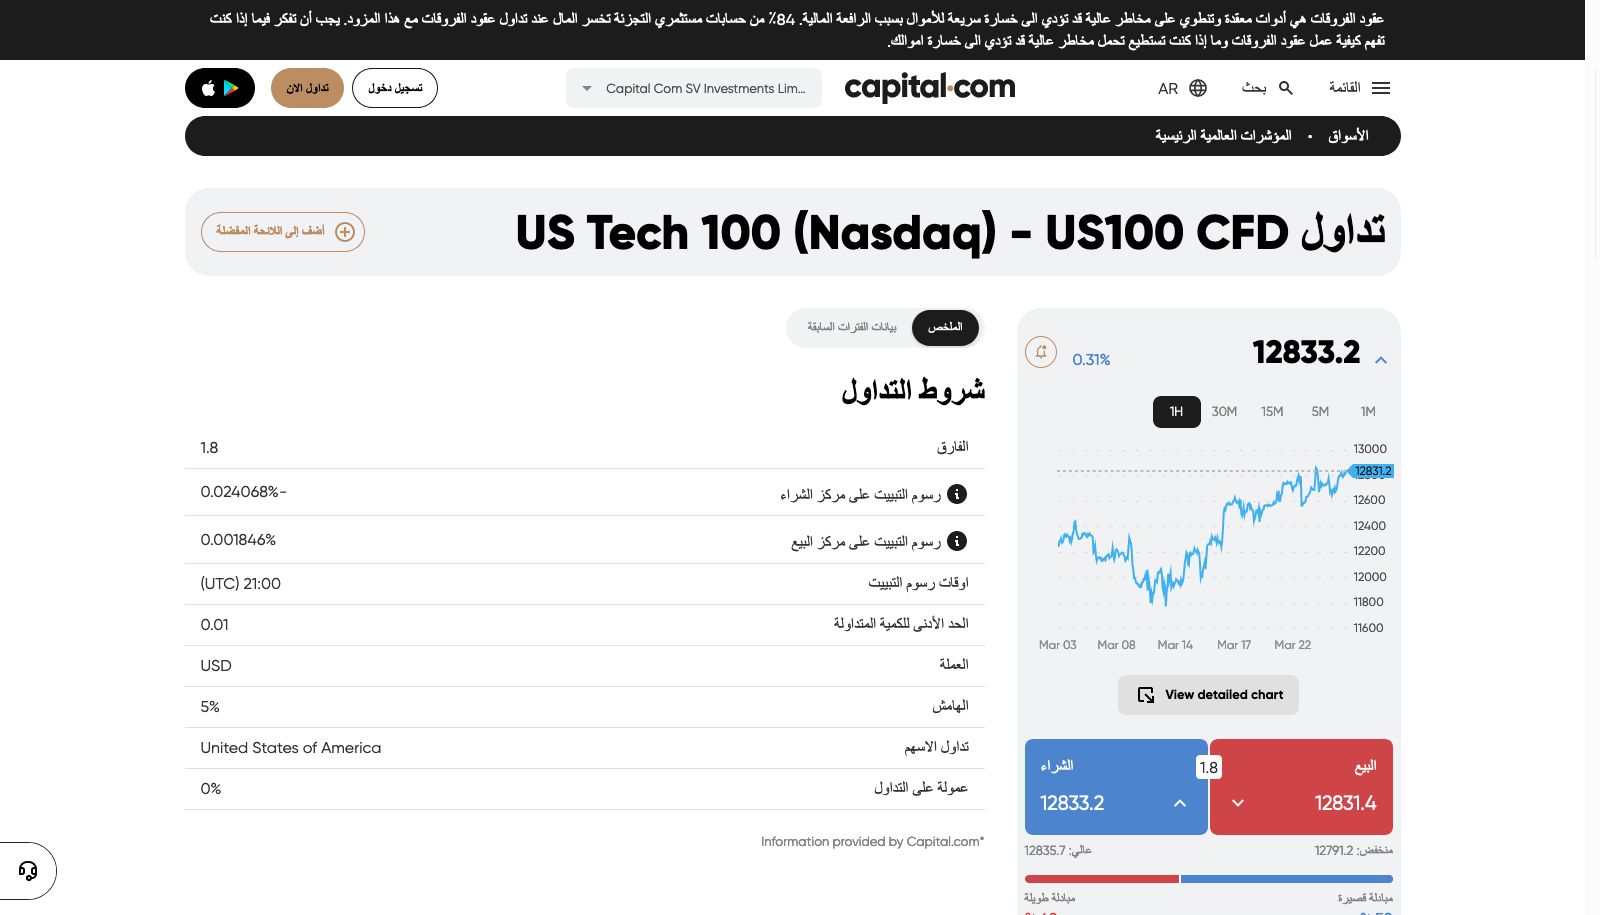 عقود الفروقات هي أدوات معقدة وتنطوي على مخاطر عالية قد تؤدي الى خسارة سريعة للأموال بسبب الرافعة المالية. 84٪ من حسابات مستثمري التجزئة تخسر المال عند تداول عقود الفروقات مع هذا المزود. يجب أن تفكر فيما إذا كنت
تفهم كيفية عمل عقود الفروقات وما إذا كنت تستطيع تحمل مخاطر عالية قد تؤدي الى خسارة اموالك.
القائمة
بحث
AR
capital.com
Capital Com SV Investments Lim...
تسجيل دخول
تداول الان
الأسواق • المؤشرات العالمية الرئيسية
تداول US Tech 100 (Nasdaq) - US100 CFD
أضف إلى اللائحة المفضلة
12833.2
0.31%
1H 30M 15M 5M 1M
13000
12831.2
12600
12400
12200
12000
11800
11600
Mar 03 Mar 08 Mar 14 Mar 17 Mar 22
View detailed chart
البيع
12831.4
1.8
الشراء
12833.2
منخفض: 12791.2
عالي: 12835.7
مبادلة قصيرة
مبادلة طويلة
الملخص
بيانات الفترات السابقة
شروط التداول
الفارق 1.8
رسوم التبييت على مركز الشراء 0.024068%-
رسوم التبييت على مركز البيع 0.001846%
اوقات رسوم التبييت (UTC) 21:00
الحد الأدنى للكمية المتداولة 0.01
العملة USD
الهامش 5%
تداول الاسهم United States of America
عمولة على التداول 0%
Information provided by Capital.com*